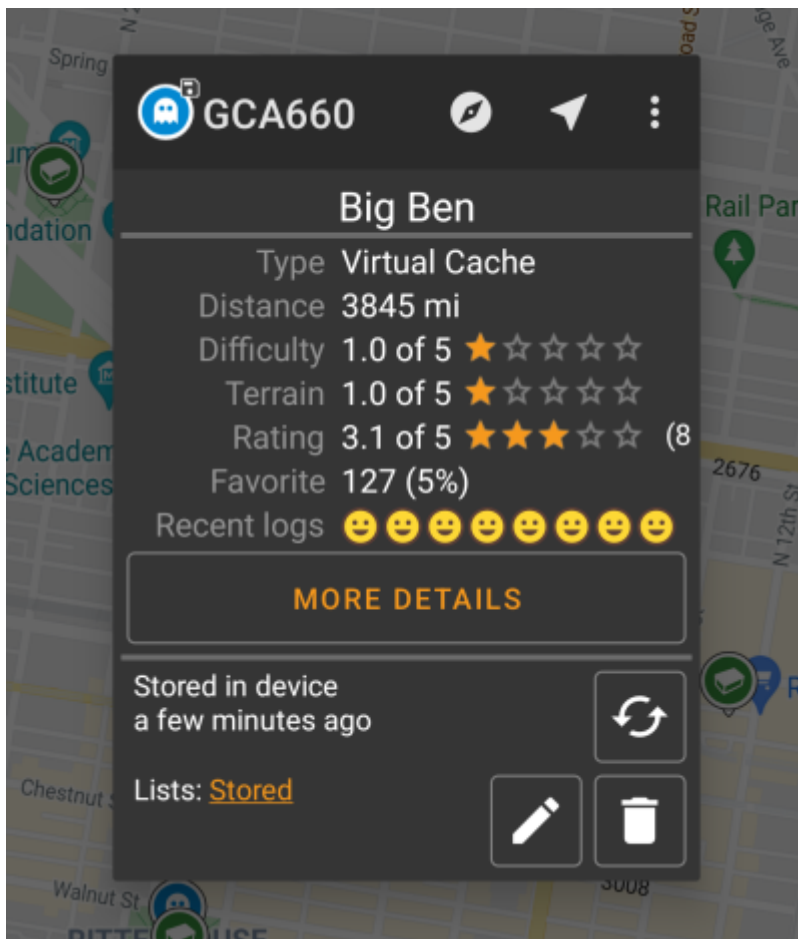 Spring
GCA660
Big Ben
Type Virtual Cache
Distance 3845 mi
Difficulty 1.0 of 5
Terrain 1.0 of 5
Rating 3.1 of 5 (8
Favorite 127 (5%)
Recent logs
MORE DETAILS
Stored in device
a few minutes ago
Lists: Stored
Rail Par
ndation
stitute
Academ
Sciences
2676
N 12th St
Chestnut S
Walnut St
3008